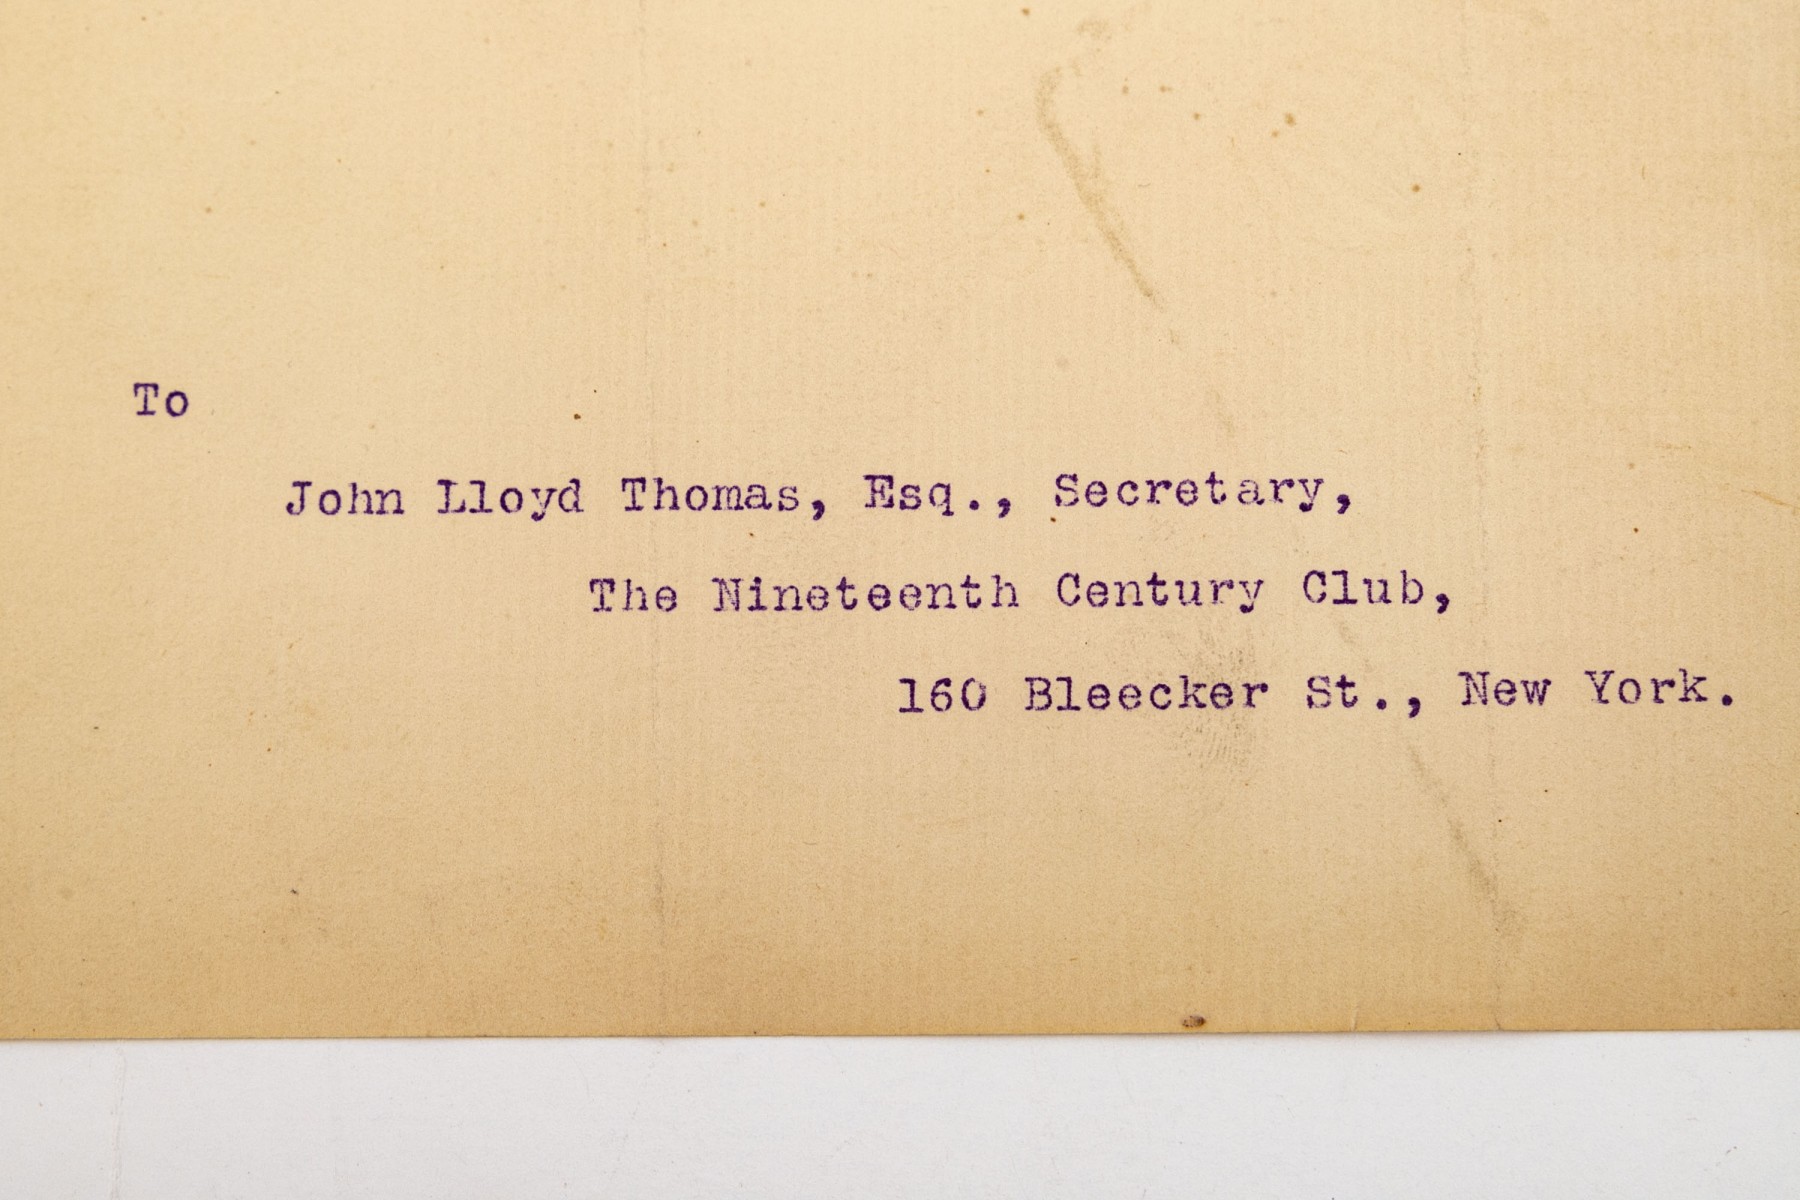 To
John Lloyd Thomas, Esq., Secretary,
The Nineteenth Century Club,
160 Bleecker St., New York.